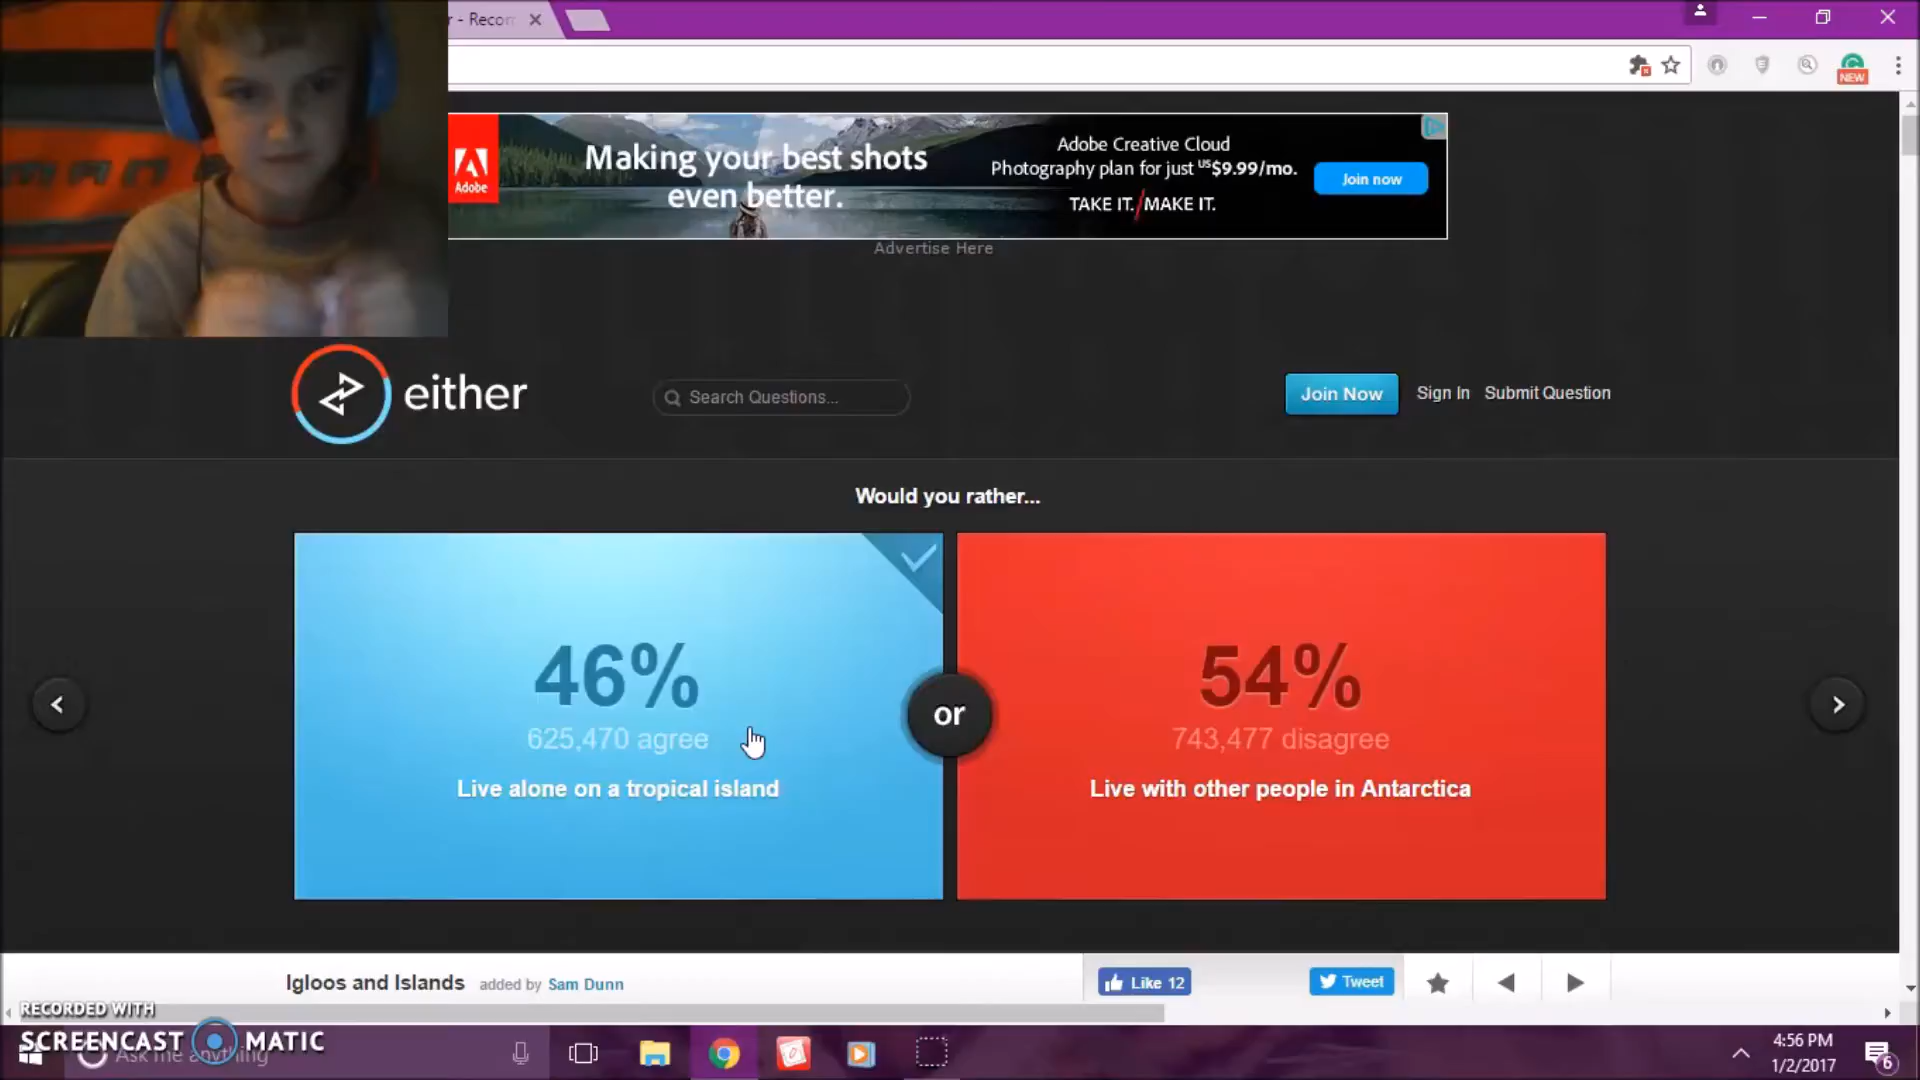 r - Recor
NEW
Adobe
Making your best shots
even better.
Adobe Creative Cloud
Photography plan for just US$9.99/mo.
TAKE IT./MAKE IT.
Join now
Advertise Here
either
Search Questions...
Join Now
Sign In
Submit Question
Would you rather...
46%
625,470 agree
Live alone on a tropical island
or
54%
743,477 disagree
Live with other people in Antarctica
Igloos and Islands added by Sam Dunn
Like 12
Tweet
RECORDED WITH
SCREENCAST MATIC
Ask me anything
4:56 PM
1/2/2017
6